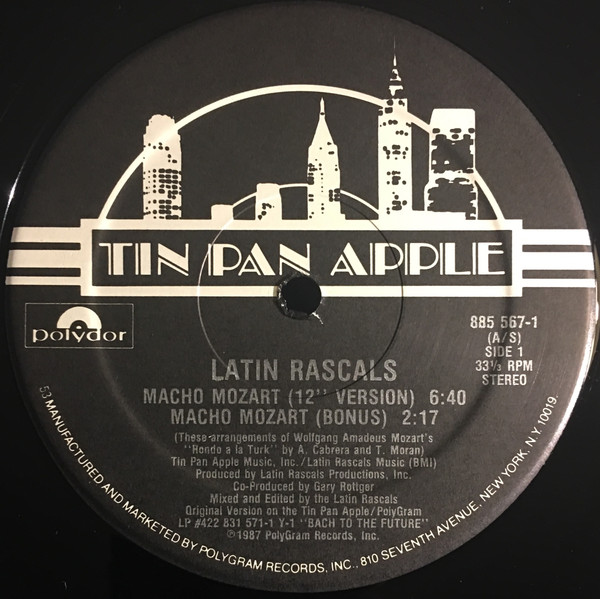 TIN PAN APPLE
polydor
885 567-1
(A/S)
SIDE 1
33⅓ RPM
STEREO
LATIN RASCALS
MACHO MOZART (12'' VERSION) 6:40
MACHO MOZART (BONUS) 2:17
(These arrangements of Wolfgang Amadeus Mozart's
"Rondo a la Turk" by A. Cabrera and T. Moran)
Tin Pan Apple Music, Inc./Latin Rascals Music (BMI)
Produced by Latin Rascals Productions, Inc.
Co-Produced by Gary Rottger
Mixed and Edited by the Latin Rascals
Original Version on the Tin Pan Apple/PolyGram
LP #422 831 571-1 Y-1 "BACH TO THE FUTURE"
℗1987 PolyGram Records, Inc.
53 MANUFACTURED AND MARKETED BY POLYGRAM RECORDS, INC., 810 SEVENTH AVENUE, NEW YORK, N.Y. 10019.